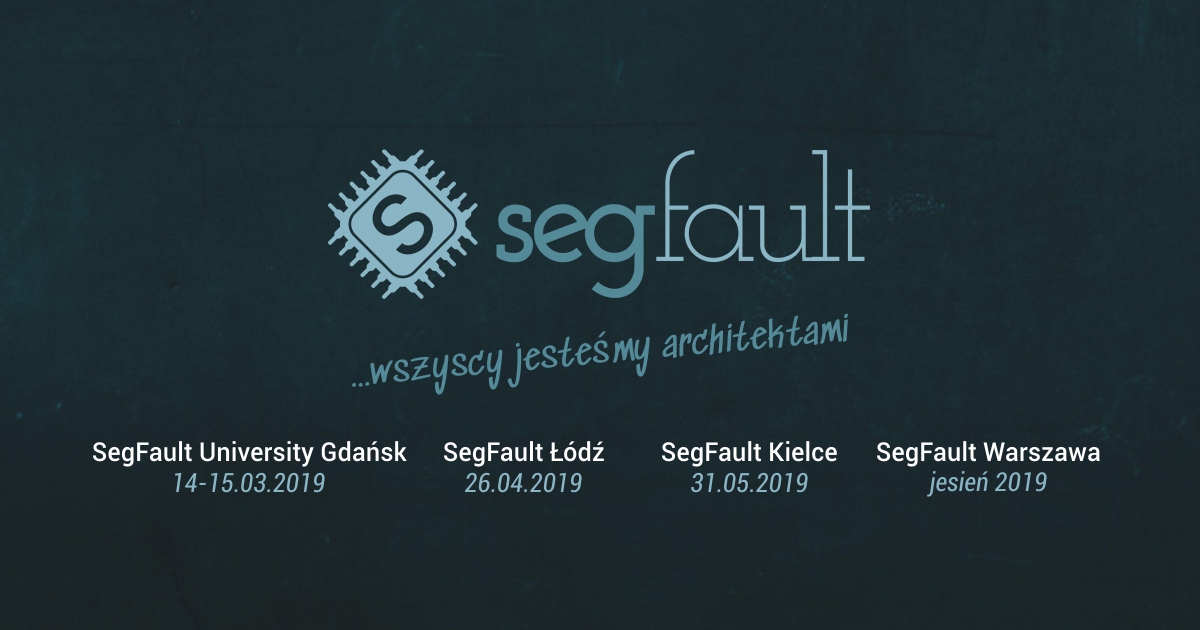 S
segfault
...wszyscy jesteśmy architektami
SegFault University Gdańsk
14-15.03.2019
SegFault Łódź
26.04.2019
SegFault Kielce
31.05.2019
SegFault Warszawa
jesień 2019